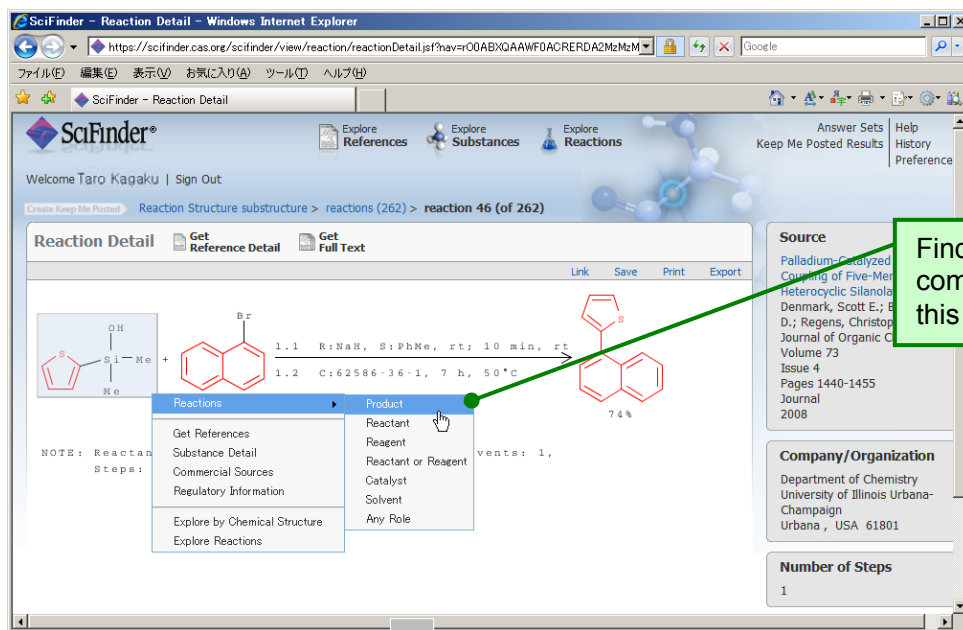 SciFinder - Reaction Detail - Windows Internet Explorer
https://scifinder.cas.org/scifinder/view/reaction/reactionDetail.jsf?nav=rO0ABXQAAWF0ACRERDA2MzMzM
Google
ファイル(F) 編集(E) 表示(V) お気に入り(A) ツール(T) ヘルプ(H)
SciFinder - Reaction Detail
SciFinder®
Explore References
Explore Substances
Explore Reactions
Answer Sets
Keep Me Posted Results
Help
History
Preference
Welcome Taro Kagaku | Sign Out
Create Keep Me Posted
Reaction Structure substructure > reactions (262) > reaction 46 (of 262)
Reaction Detail
Get Reference Detail
Get Full Text
Link Save Print Export
OH
S
Si Me
Me
+
Br
1.1 R:NaH, S:PhMe, rt; 10 min, rt
1.2 C:62586-36-1, 7 h, 50°C
S
74%
NOTE: Reactan
vents: 1,
Steps:
Reactions
Get References
Substance Detail
Commercial Sources
Regulatory Information
Explore by Chemical Structure
Explore Reactions
Product
Reactant
Reagent
Reactant or Reagent
Catalyst
Solvent
Any Role
Source
Palladium-Catalyzed
Coupling of Five-Mer
Heterocyclic Silanola
Denmark, Scott E.; B
D.; Regens, Christop
Journal of Organic C
Volume 73
Issue 4
Pages 1440-1455
Journal
2008
Company/Organization
Department of Chemistry
University of Illinois Urbana-
Champaign
Urbana , USA 61801
Number of Steps
1
Find
com
this